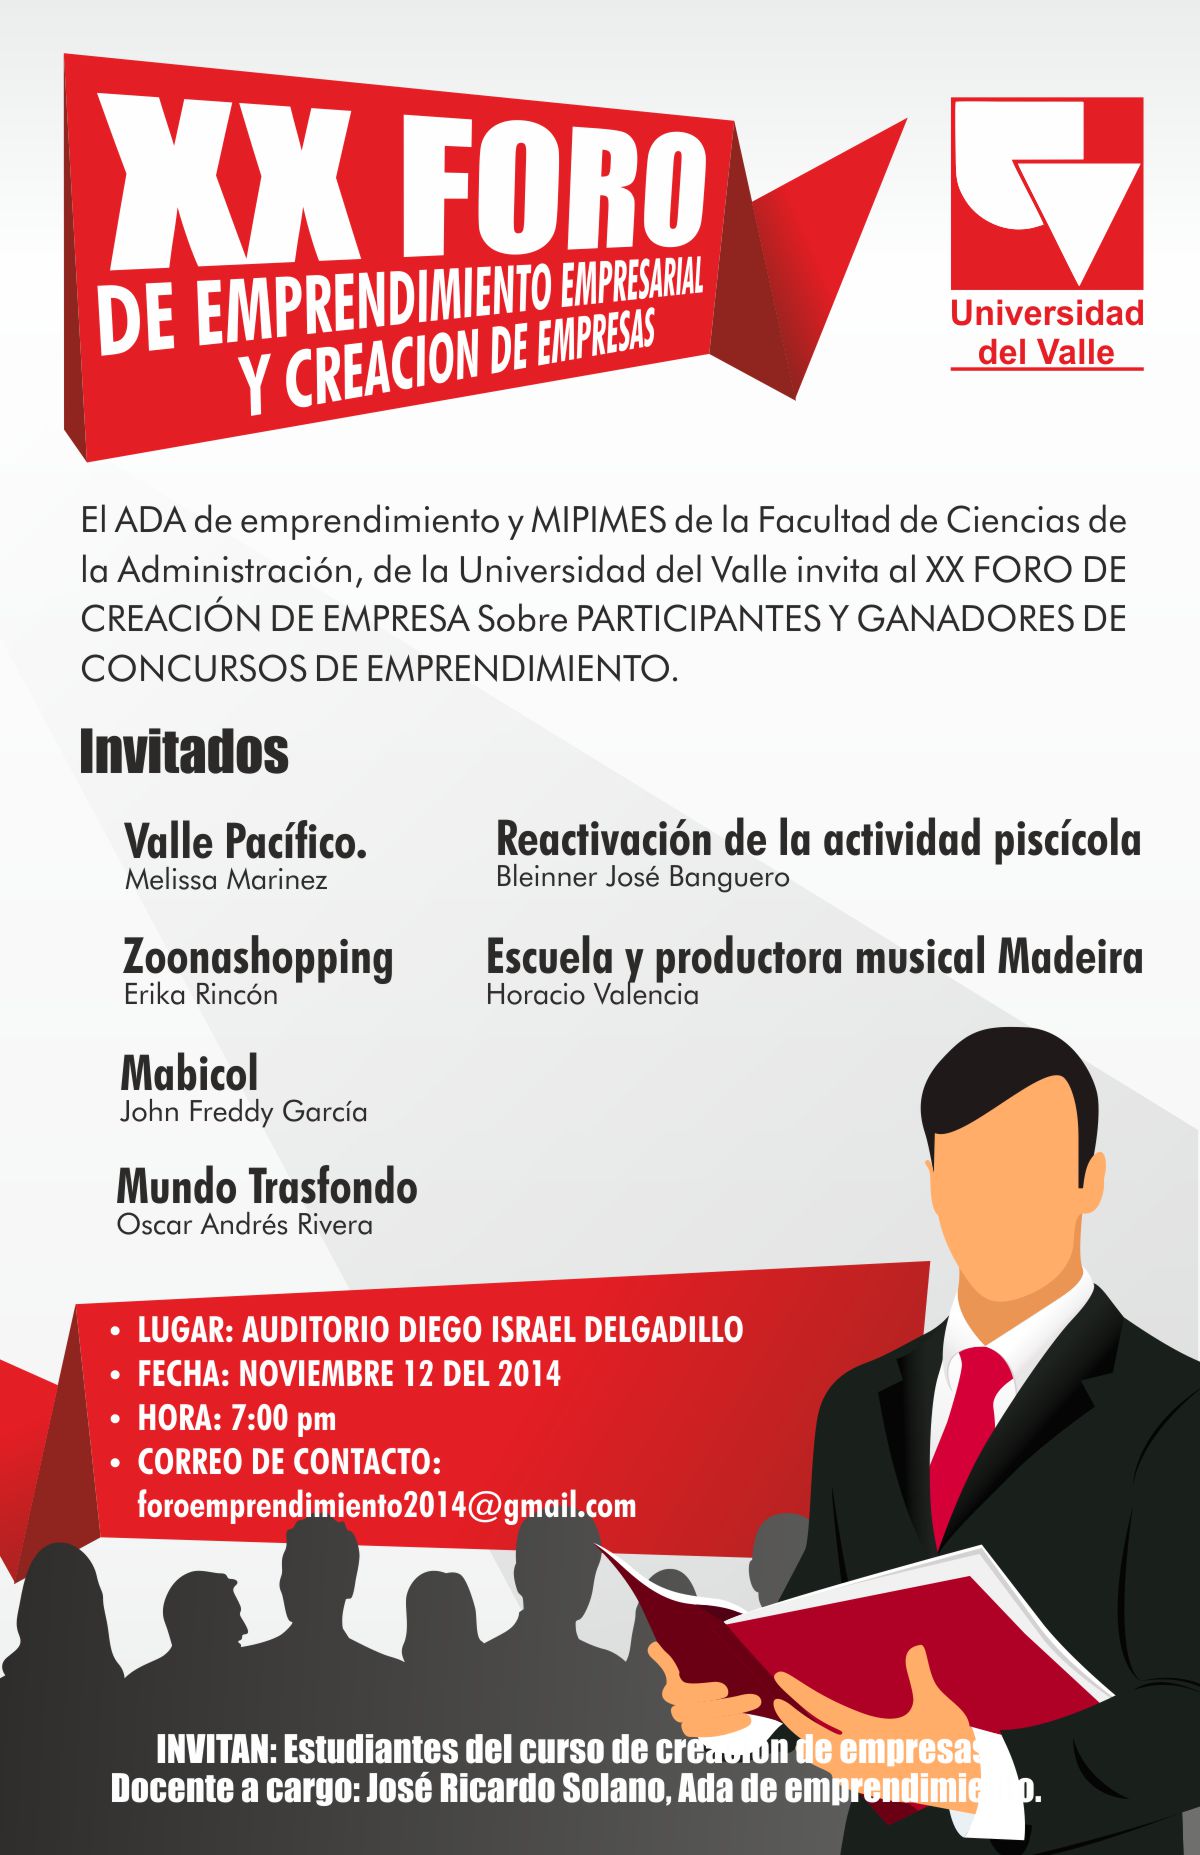 XX FORO
DE EMPRENDIMIENTO EMPRESARIAL
Y CREACION DE EMPRESAS
Universidad
del Valle
El ADA de emprendimiento y MIPIMES de la Facultad de Ciencias de
la Administración, de la Universidad del Valle invita al XX FORO DE
CREACIÓN DE EMPRESA Sobre PARTICIPANTES Y GANADORES DE
CONCURSOS DE EMPRENDIMIENTO.
Invitados
Valle Pacífico.
Melissa Marinez
Reactivación de la actividad piscícola
Bleinner José Banguero
Zoonashopping
Erika Rincón
Escuela y productora musical Madeira
Horacio Valencia
Mabicol
John Freddy García
Mundo Trasfondo
Oscar Andrés Rivera
• LUGAR: AUDITORIO DIEGO ISRAEL DELGADILLO
• FECHA: NOVIEMBRE 12 DEL 2014
• HORA: 7:00 pm
• CORREO DE CONTACTO:
foroemprendimiento2014@gmail.com
INVITAN: Estudiantes del curso de creación de empresas
Docente a cargo: José Ricardo Solano, Ada de emprendimiento.